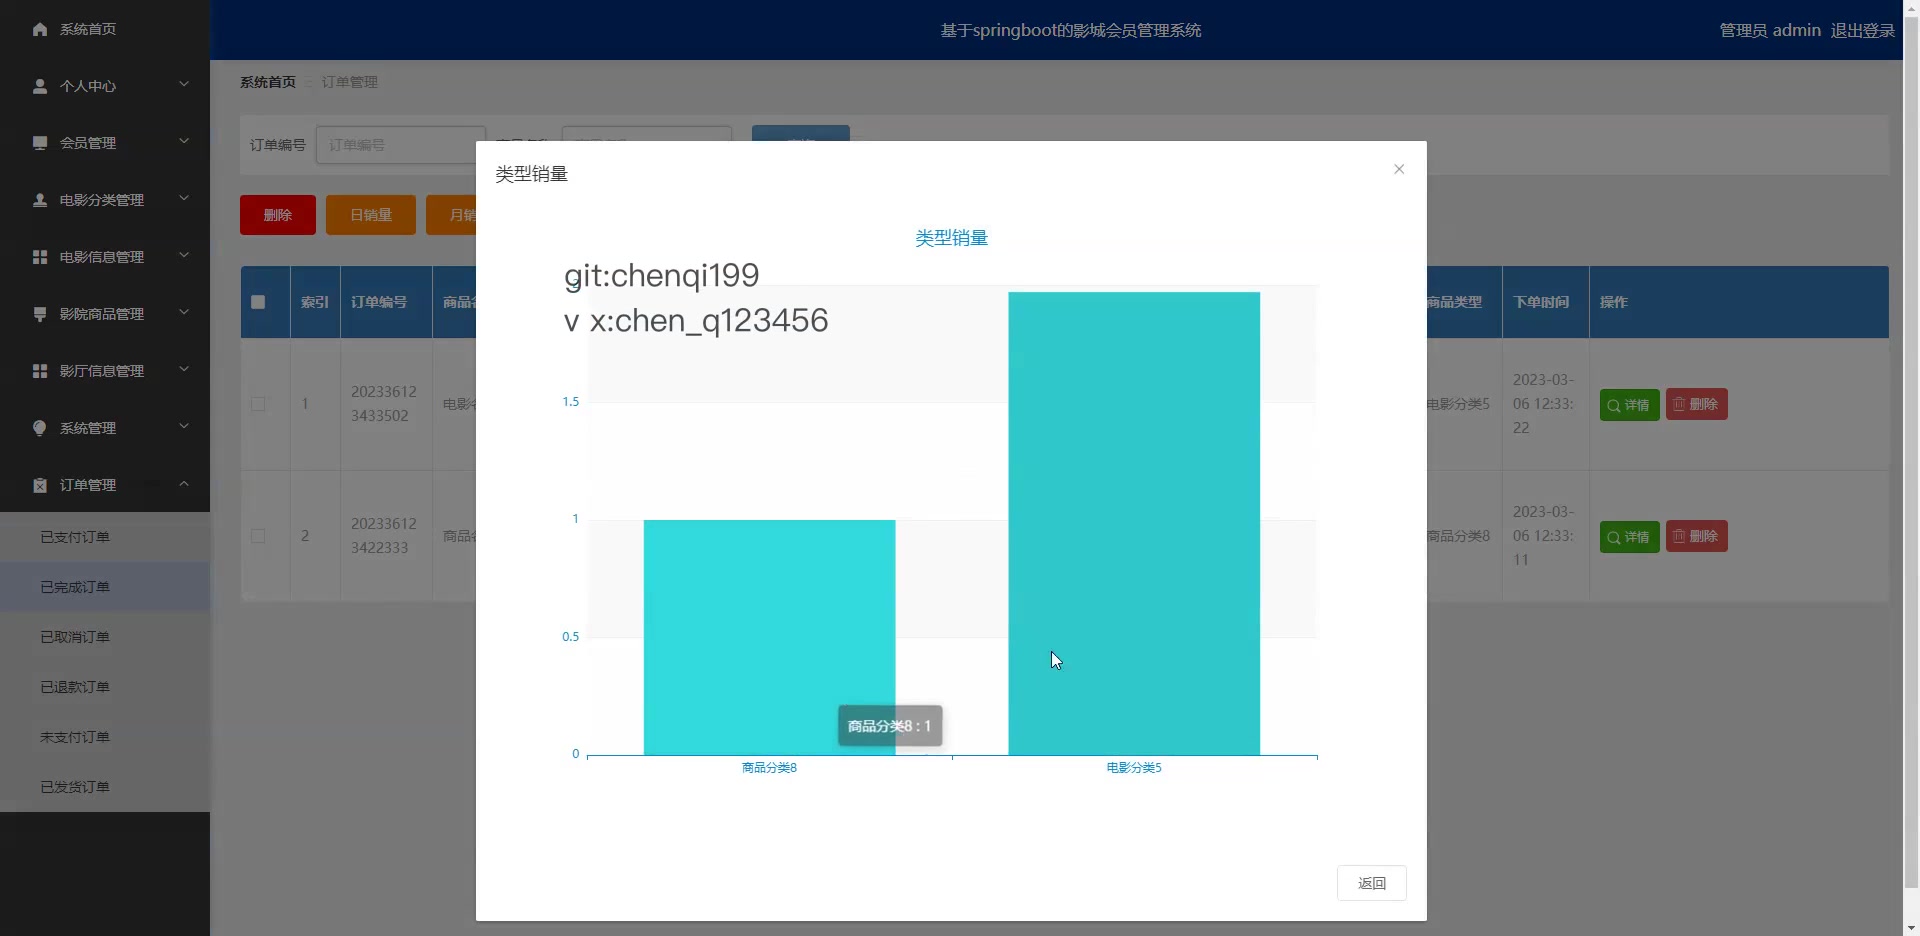 系统首页
个人中心
会员管理
电影分类管理
电影信息管理
影院商品管理
影厅信息管理
系统管理
订单管理
已支付订单
已完成订单
已取消订单
已退款订单
未支付订单
已发货订单
基于springboot的影城会员管理系统
管理员 admin 退出登录
系统首页 订单管理
订单编号 订单编号
删除 日销量 月销
索引 订单编号 商品名
商品类型 下单时间 操作
1 20233612 3433502 电影名
电影分类5 2023-03-06 12:33:22 详情 删除
2 20233612 3422333 商品名
商品分类8 2023-03-06 12:33:11 详情 删除
类型销量
类型销量
git:chenqi199
v x:chen_q123456
1.5
1
0.5
0
商品分类8 : 1
商品分类8 电影分类5
返回